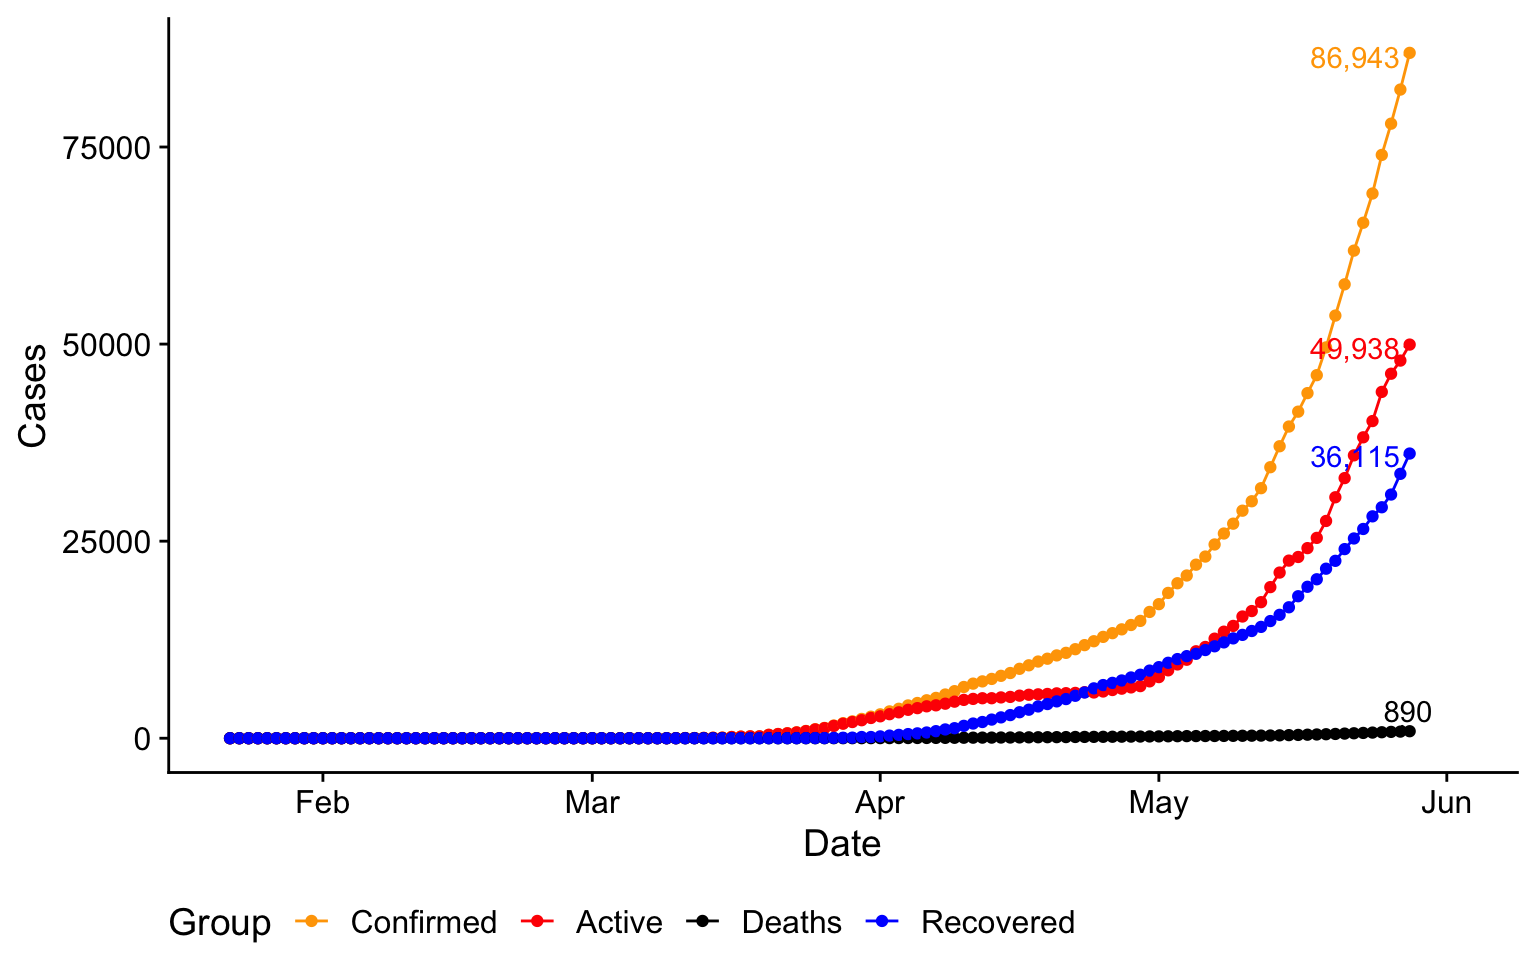 86,943
75000
50000
49,938
36,115
25000
890
0
Cases
Feb Mar Apr May Jun
Date
Group Confirmed Active Deaths Recovered